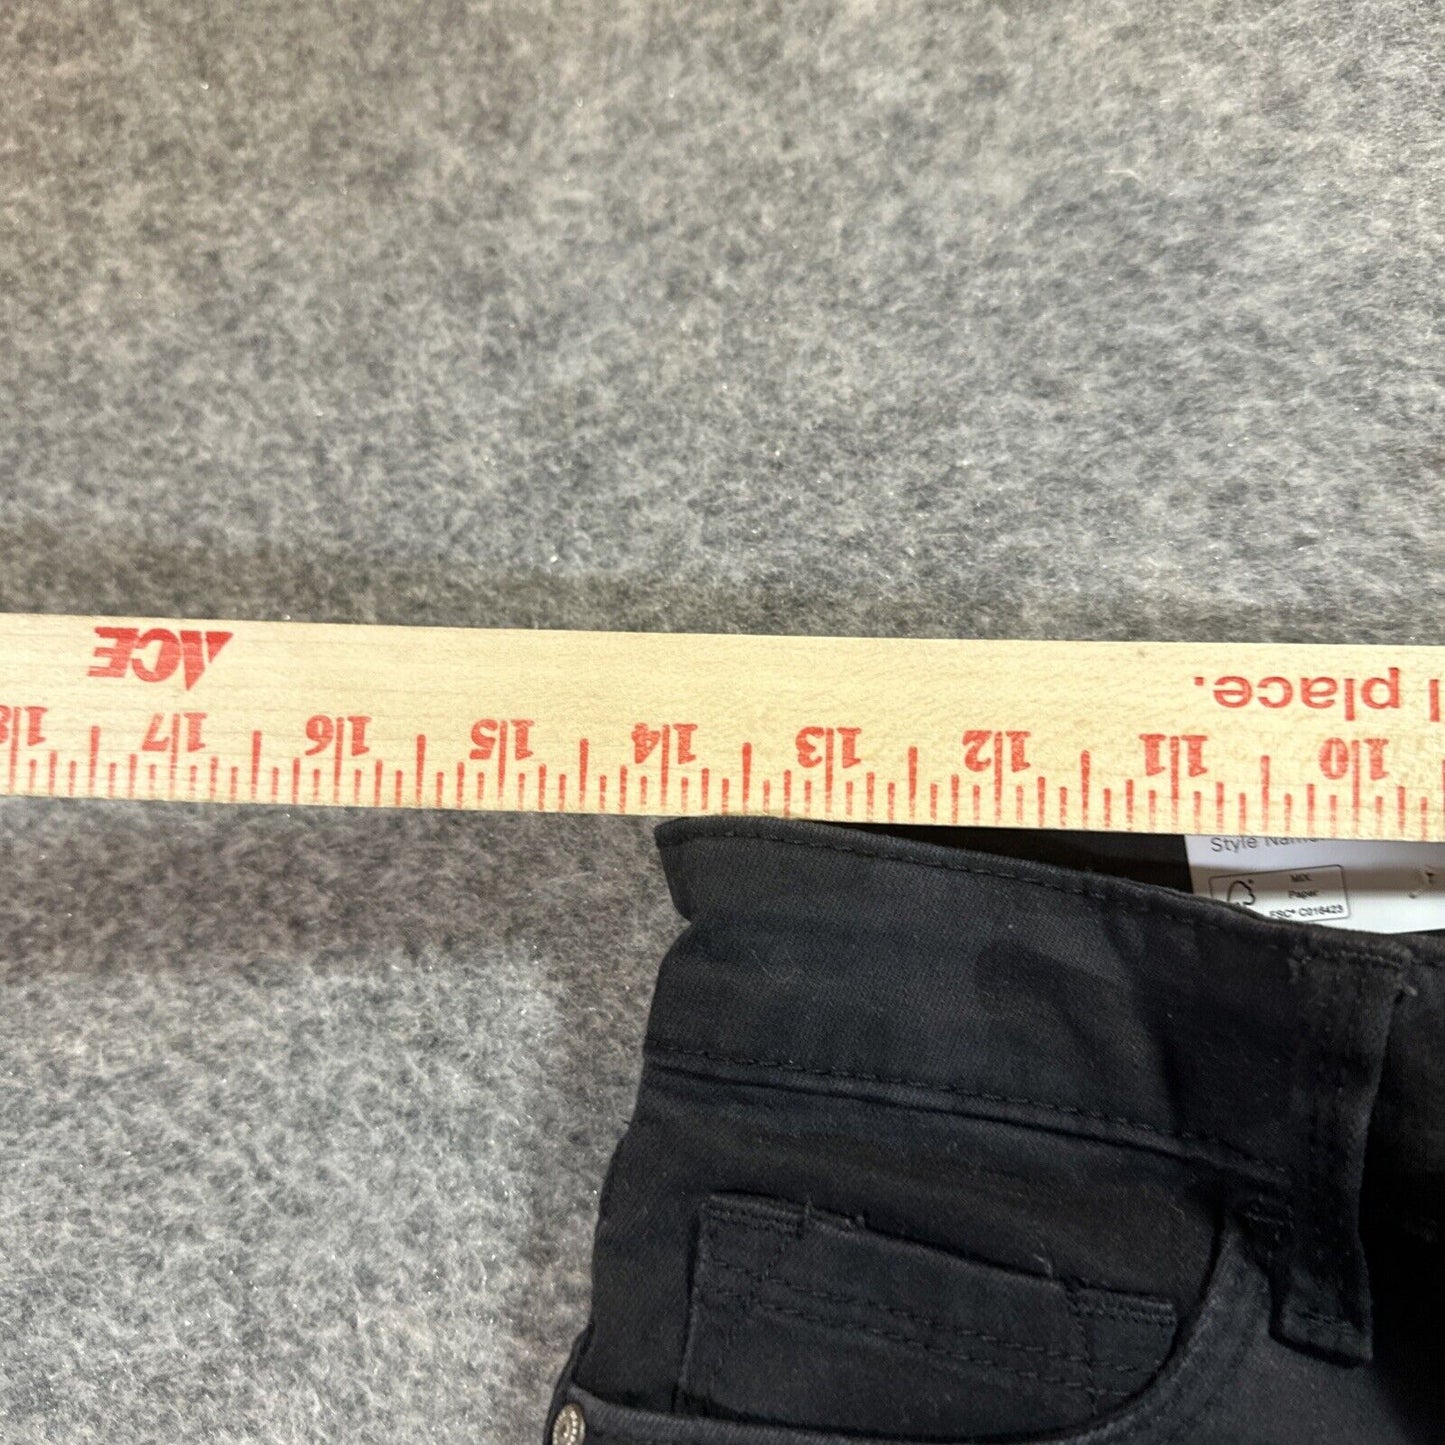 l place.
ACE
10 11 12 13 14 15 16 17 18
Style Name
MIX
Paper
FSC® C016423